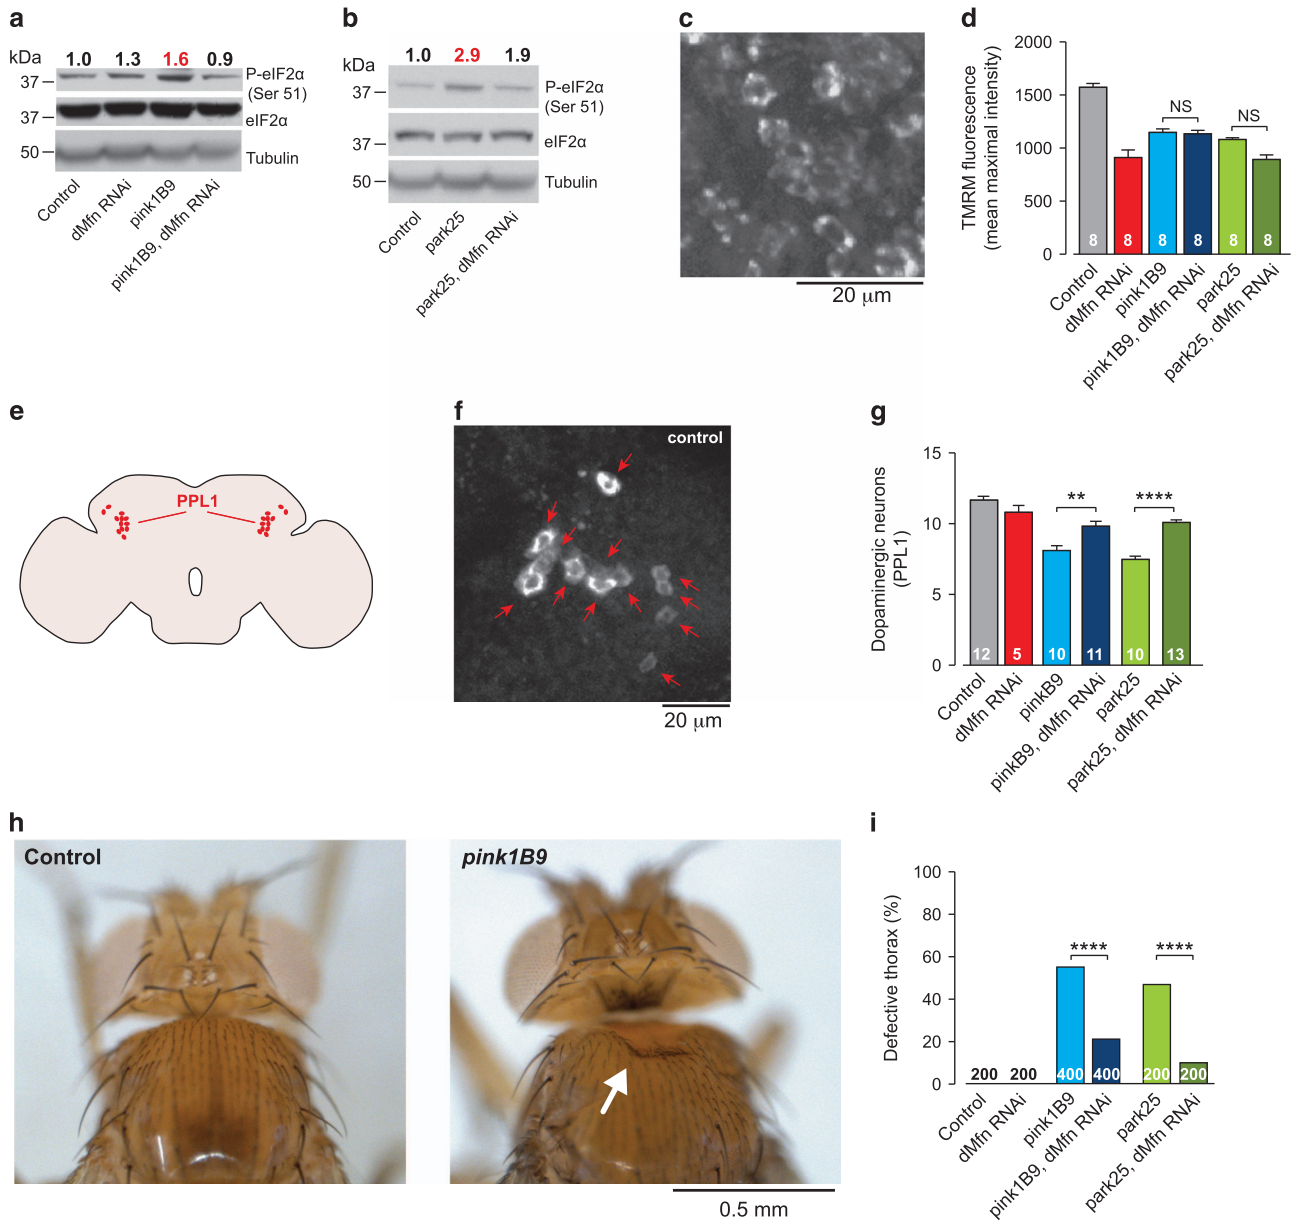 a
kDa
1.0 1.3 1.6 0.9
37
P-eIF2α
(Ser 51)
37
eIF2α
50
Tubulin
Control
dMfn RNAi
pink1B9
pink1B9, dMfn RNAi
b
kDa
1.0 2.9 1.9
37
P-eIF2α
(Ser 51)
37
eIF2α
50
Tubulin
Control
park25
park25, dMfn RNAi
c
20 μm
d
TMRM fluorescence
(mean maximal intensity)
2000
1500
1000
500
0
NS
NS
8 8 8 8 8 8
Control
dMfn RNAi
pink1B9
pink1B9, dMfn RNAi
park25
park25, dMfn RNAi
e
PPL1
f
control
20 μm
g
Dopaminergic neurons
(PPL1)
15
10
5
0
**
****
12 5 10 11 10 13
Control
dMfn RNAi
pinkB9
pinkB9, dMfn RNAi
park25
park25, dMfn RNAi
h
Control
pink1B9
0.5 mm
i
Defective thorax (%)
100
80
60
40
20
0
****
****
200 200 400 400 200 200
Control
dMfn RNAi
pink1B9
pink1B9, dMfn RNAi
park25
park25, dMfn RNAi